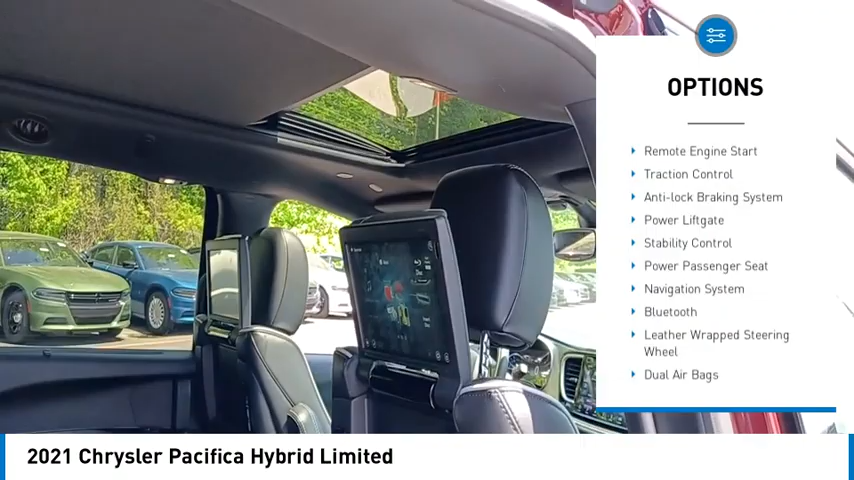 OPTIONS
Remote Engine Start
Traction Control
Anti-lock Braking System
Power Liftgate
Stability Control
Power Passenger Seat
Navigation System
Bluetooth
Leather Wrapped Steering
Wheel
Dual Air Bags
2021 Chrysler Pacifica Hybrid Limited